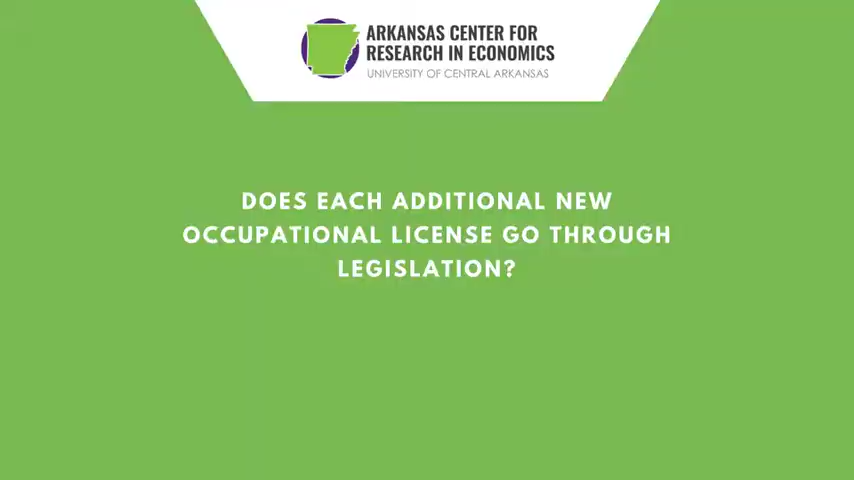 ARKANSAS CENTER FOR
RESEARCH IN ECONOMICS
UNIVERSITY OF CENTRAL ARKANSAS
DOES EACH ADDITIONAL NEW
OCCUPATIONAL LICENSE GO THROUGH
LEGISLATION?